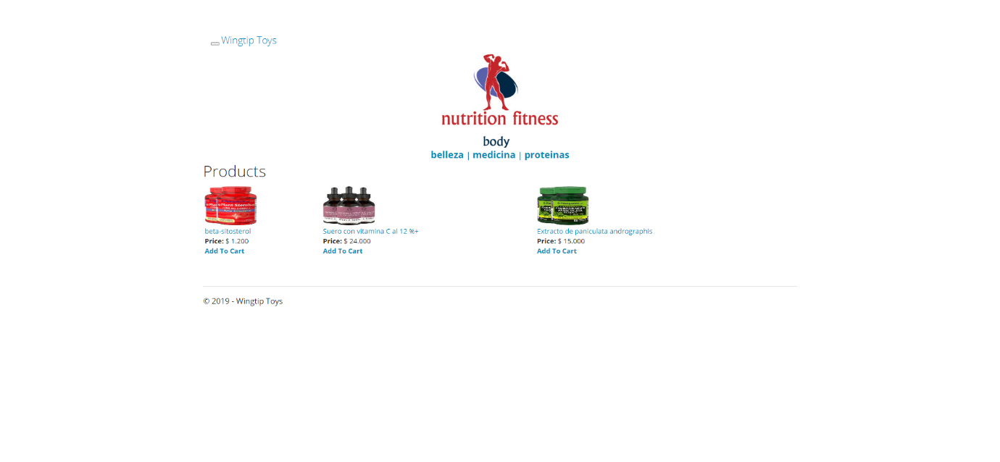 Wingtip Toys
nutrition fitness
body
belleza | medicina | proteinas
Products
beta-sitosterol
Price: $ 1.200
Add To Cart
Suero con vitamina C al 12 %+
Price: $ 24.000
Add To Cart
Extracto de paniculata andrographis
Price: $ 15.000
Add To Cart
© 2019 - Wingtip Toys